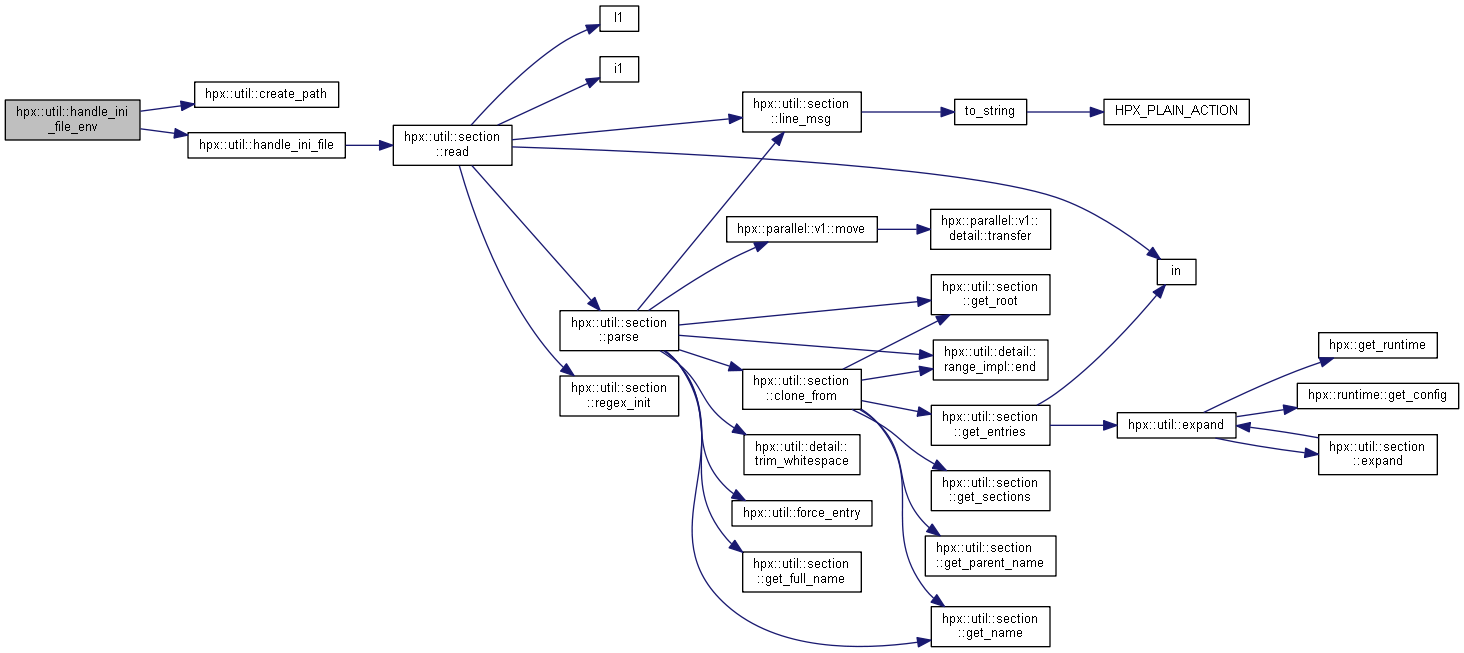 l1
i1
hpx::util::create_path
hpx::util::handle_ini
_file_env
hpx::util::handle_ini_file
hpx::util::section
::read
hpx::util::section
::line_msg
to_string
HPX_PLAIN_ACTION
hpx::parallel::v1::move
hpx::parallel::v1::
detail::transfer
in
hpx::util::section
::get_root
hpx::util::section
::parse
hpx::util::detail::
range_impl::end
hpx::get_runtime
hpx::util::section
::regex_init
hpx::util::section
::clone_from
hpx::util::section
::get_entries
hpx::util::expand
hpx::runtime::get_config
hpx::util::section
::expand
hpx::util::detail::
trim_whitespace
hpx::util::section
::get_sections
hpx::util::force_entry
hpx::util::section
::get_parent_name
hpx::util::section
::get_full_name
hpx::util::section
::get_name